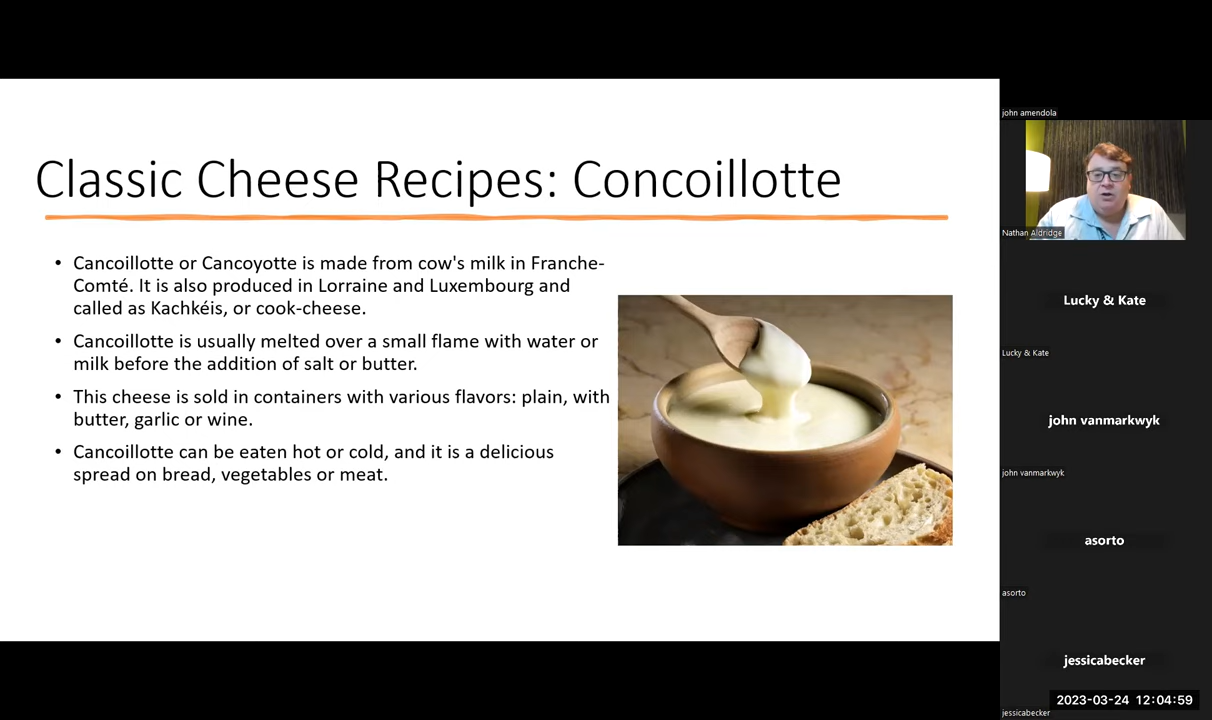 Classic Cheese Recipes: Concoillotte
• Cancoillotte or Cancoyotte is made from cow's milk in Franche-
Comté. It is also produced in Lorraine and Luxembourg and
called as Kachkéis, or cook-cheese.
• Cancoillotte is usually melted over a small flame with water or
milk before the addition of salt or butter.
• This cheese is sold in containers with various flavors: plain, with
butter, garlic or wine.
• Cancoillotte can be eaten hot or cold, and it is a delicious
spread on bread, vegetables or meat.
john amendola
Nathan Aldridge
Lucky & Kate
Lucky & Kate
john vanmarkwyk
john vanmarkwyk
asorto
asorto
jessicabecker
2023-03-24 12:04:59
jessicabecker